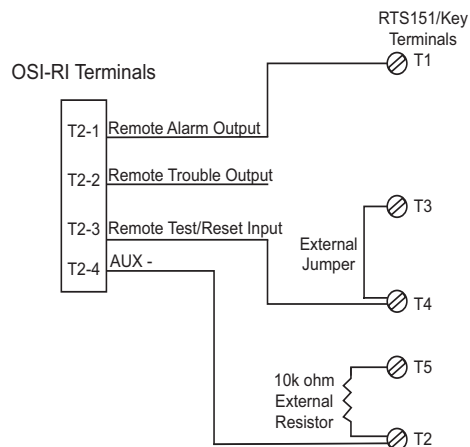 RTS151/Key
Terminals
T1
OSI-RI Terminals
T2-1 Remote Alarm Output
T2-2 Remote Trouble Output
T3
T2-3 Remote Test/Reset Input
External
Jumper
T2-4 AUX -
T4
T5
10k ohm
External
Resistor
T2